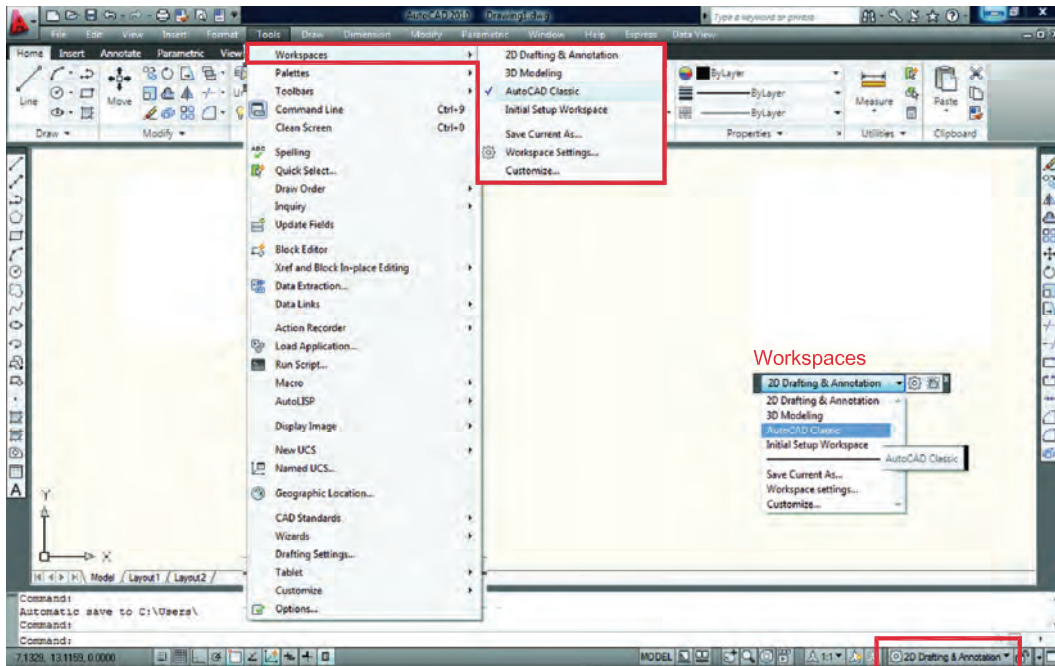 AutoCAD 2010 Drawing1.dwg
Type a keyword or phrase
File Edit View Insert Format Tools Draw Dimension Modify Parametric Window Help Express Data View
Home Insert Annotate Parametric View
Line
Move
Draw
Modify
ByLayer
ByLayer
ByLayer
Properties
Measure
Utilities
Paste
Clipboard
Workspaces
Palettes
Toolbars
Command Line Ctrl+9
Clean Screen Ctrl+0
Spelling
Quick Select...
Draw Order
Inquiry
Update Fields
Block Editor
Xref and Block In-place Editing
Data Extraction...
Data Links
Action Recorder
Load Application...
Run Script...
Macro
AutoLISP
Display Image
New UCS
Named UCS...
Geographic Location...
CAD Standards
Wizards
Drafting Settings...
Tablet
Customize
Options...
2D Drafting & Annotation
3D Modeling
AutoCAD Classic
Initial Setup Workspace
Save Current As...
Workspace Settings...
Customize...
Workspaces
2D Drafting & Annotation
2D Drafting & Annotation
3D Modeling
AutoCAD Classic
Initial Setup Workspace
AutoCAD Classic
Save Current As...
Workspace settings...
Customize...
A
Y
X
Model / Layout1 / Layout2 /
Command:
Automatic save to C:\Users\
Command:
Command:
7.1329, 13.1159, 0.0000
MODEL
1:1
2D Drafting & Annotation